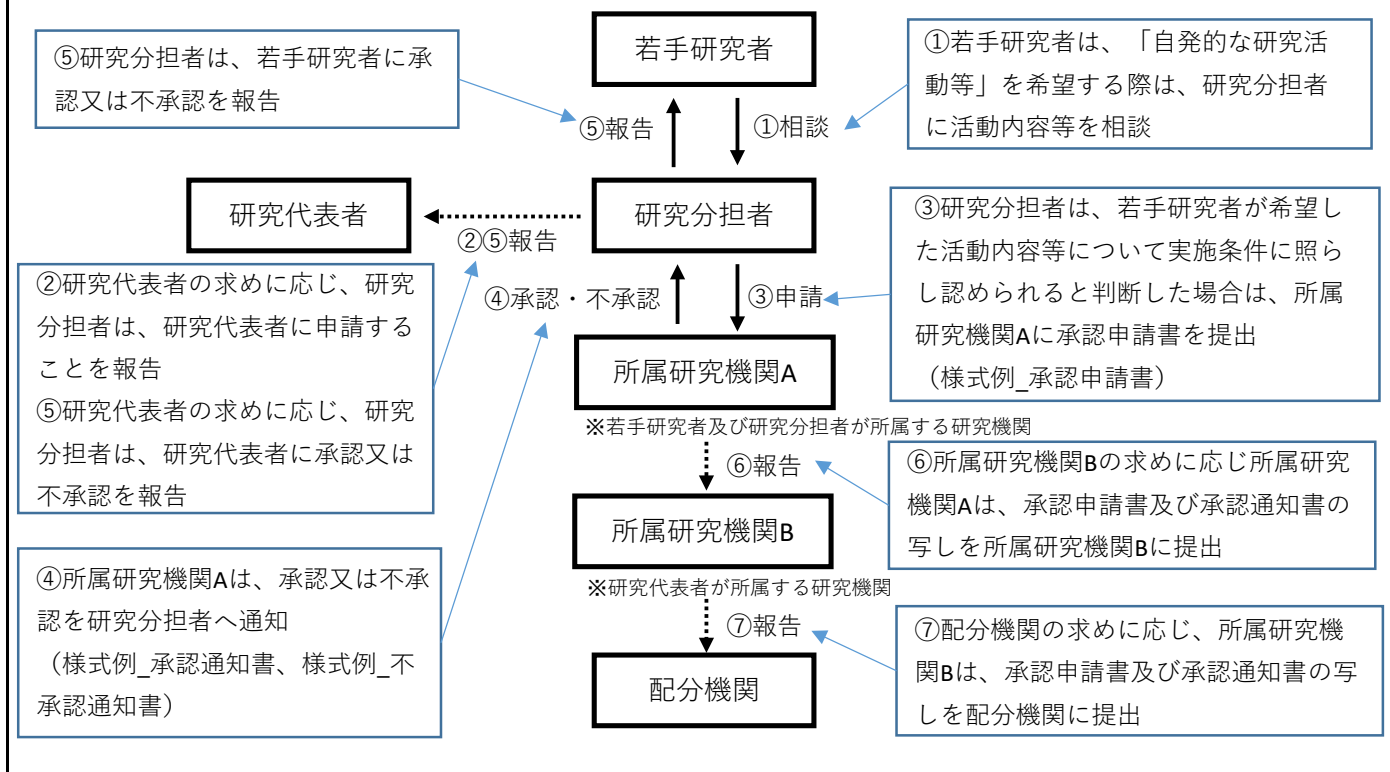 ⑤研究分担者は、若手研究者に承
認又は不承認を報告
若手研究者
①若手研究者は、「自発的な研究活
動等」を希望する際は、研究分担者
に活動内容等を相談
⑤報告
①相談
研究代表者
研究分担者
②⑤報告
③研究分担者は、若手研究者が希望し
た活動内容等について実施条件に照ら
し認められると判断した場合は、所属
研究機関Aに承認申請書を提出
（様式例_承認申請書）
②研究代表者の求めに応じ、研究
分担者は、研究代表者に申請する
ことを報告
⑤研究代表者の求めに応じ、研究
分担者は、研究代表者に承認又は
不承認を報告
④承認・不承認
③申請
所属研究機関A
※若手研究者及び研究分担者が所属する研究機関
⑥報告
⑥所属研究機関Bの求めに応じ所属研究
機関Aは、承認申請書及び承認通知書の
写しを所属研究機関Bに提出
所属研究機関B
※研究代表者が所属する研究機関
④所属研究機関Aは、承認又は不承
認を研究分担者へ通知
（様式例_承認通知書、様式例_不
承認通知書）
⑦報告
⑦配分機関の求めに応じ、所属研究機
関Bは、承認申請書及び承認通知書の写
しを配分機関に提出
配分機関